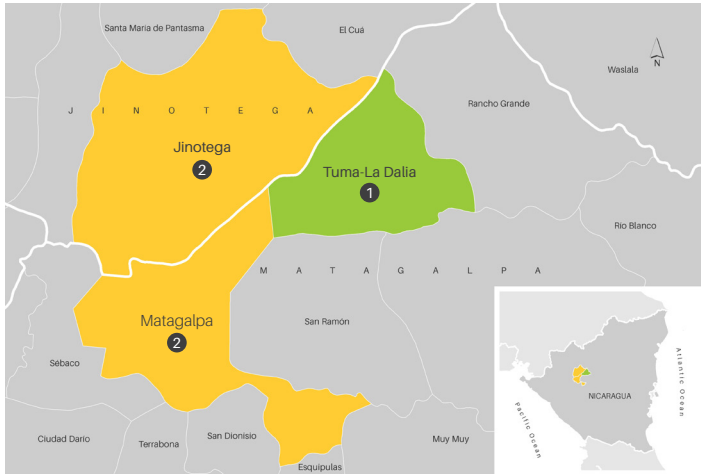 Santa Maria de Pantasma
El Cuá
N
Waslala
Rancho Grande
J I N O T E G A
Jinotega
2
Tuma-La Dalia
1
Rio Blanco
M A T A G A L P A
Matagalpa
2
San Ramón
Sébaco
Ciudad Darío
Terrabona
San Dionisio
Esquipulas
Muy Muy
NICARAGUA
Pacific Ocean
Atlantic Ocean